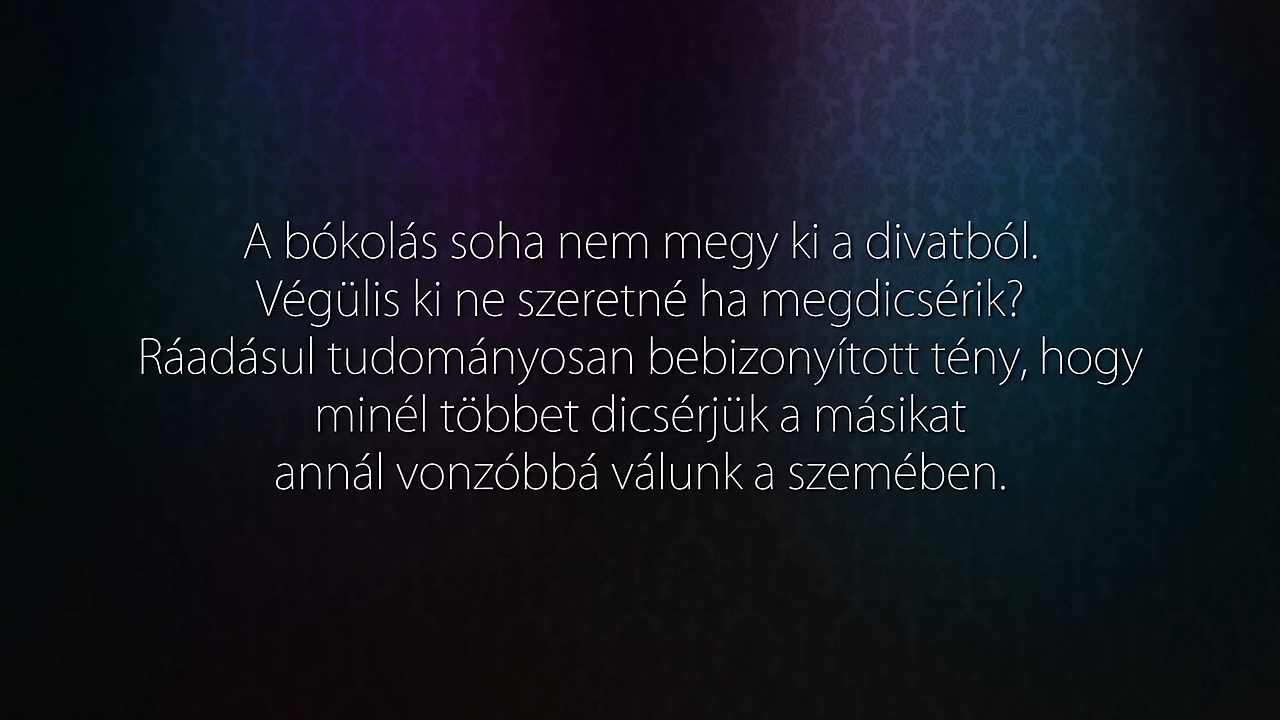 A bókolás soha nem megy ki a divatból.
Végülis ki ne szeretné ha megdicsérik?
Ráadásul tudományosan bebizonyított tény, hogy
minél többet dicsérjük a másikat
annál vonzóbbá válunk a szemében.